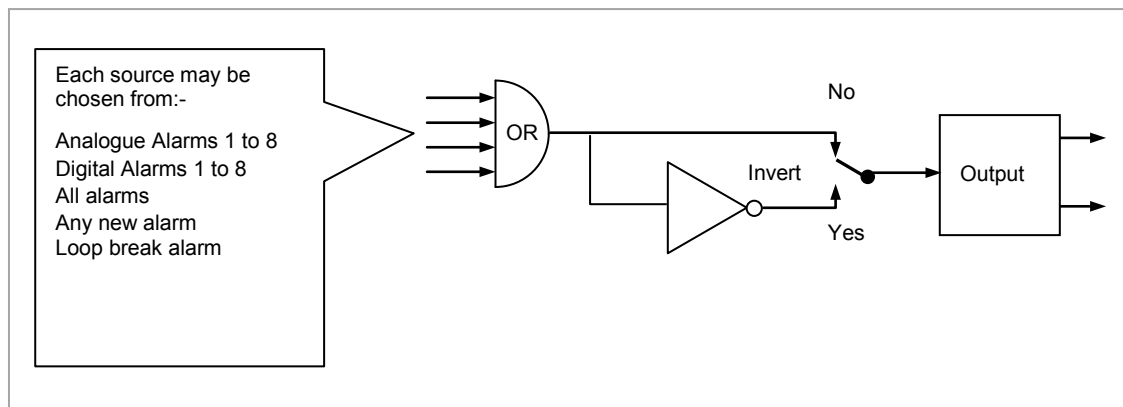 Each source may be
chosen from:-
Analogue Alarms 1 to 8
Digital Alarms 1 to 8
All alarms
Any new alarm
Loop break alarm
OR
No
Invert
Yes
Output